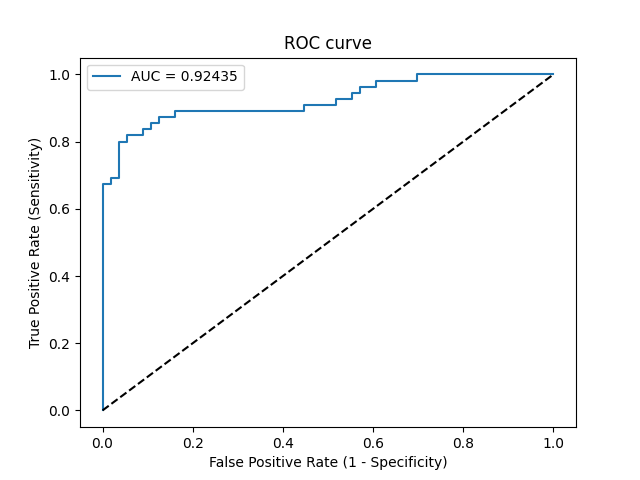 ROC curve
AUC = 0.92435
True Positive Rate (Sensitivity)
1.0
0.8
0.6
0.4
0.2
0.0
0.0 0.2 0.4 0.6 0.8 1.0
False Positive Rate (1 - Specificity)